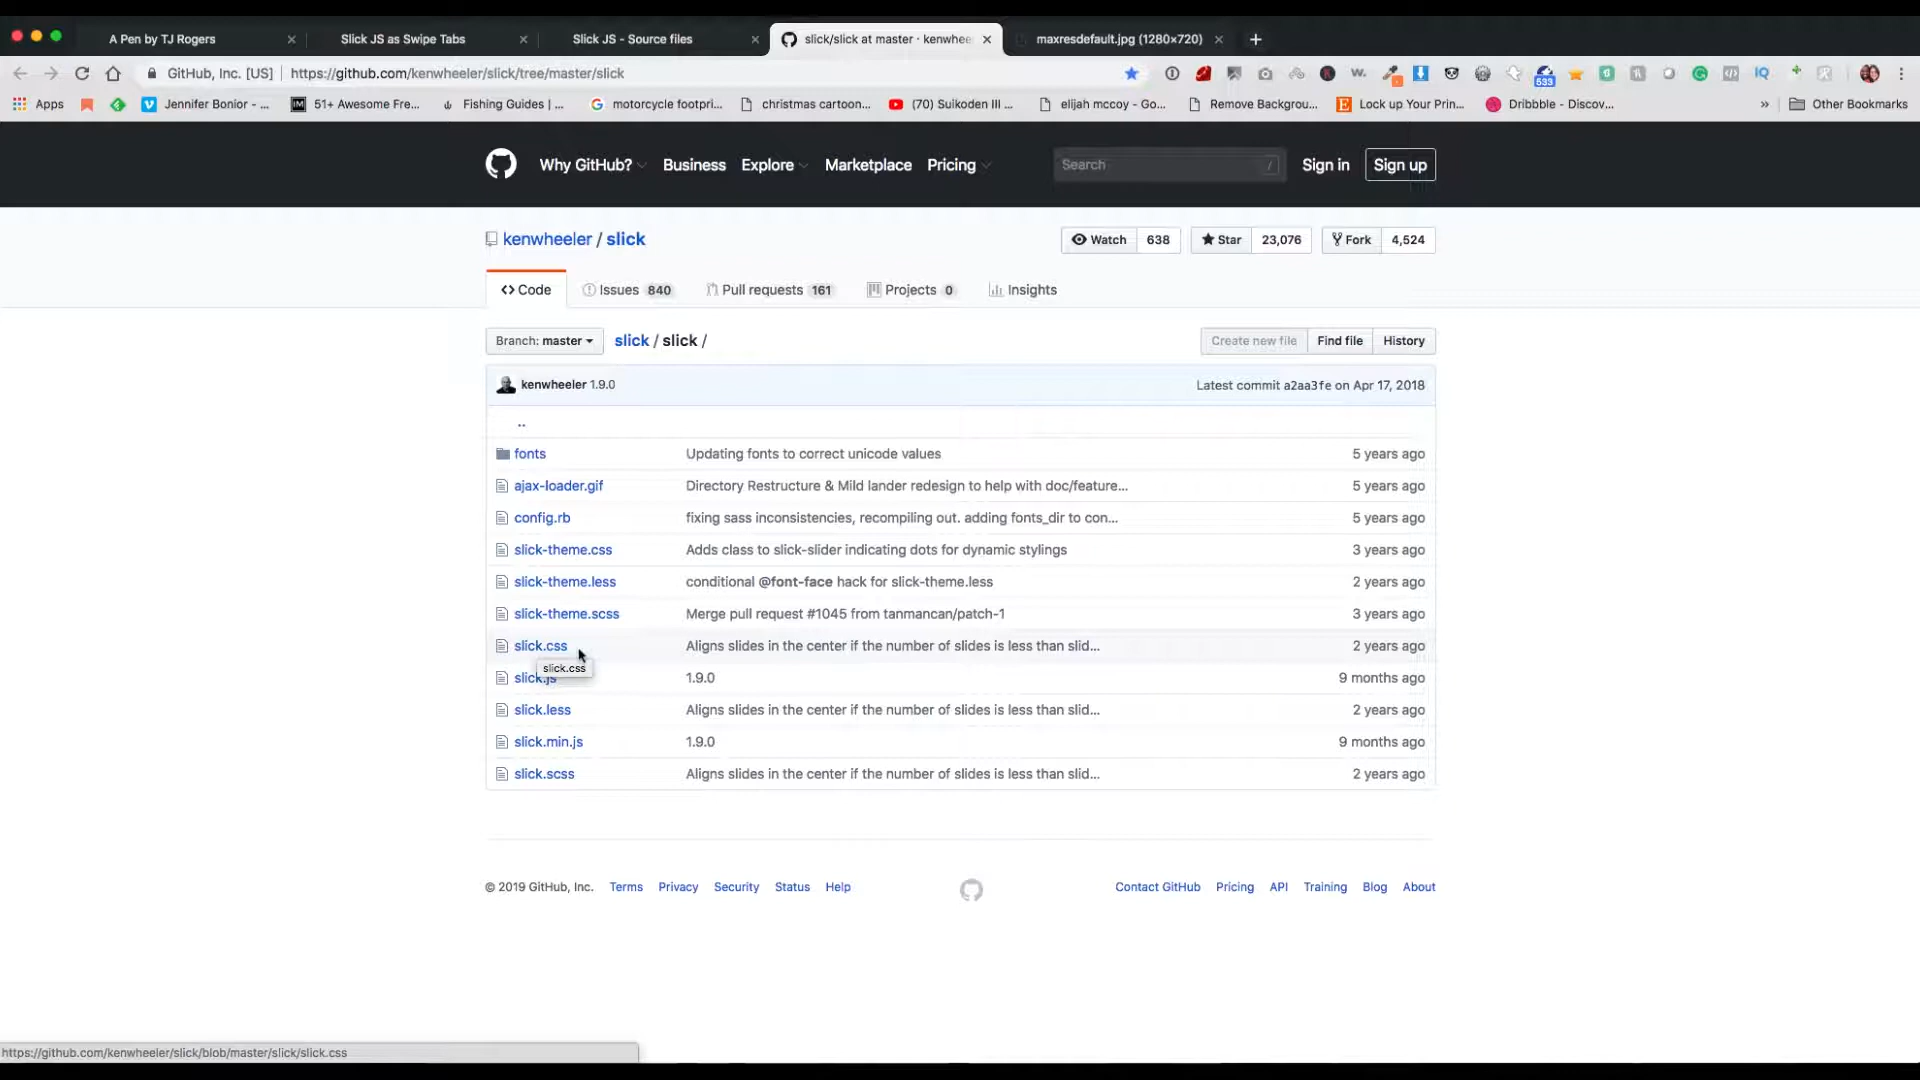 A Pen by TJ Rogers
Slick JS as Swipe Tabs
Slick JS - Source files
slick/slick at master · kenwhee
maxresdefault.jpg (1280×720)
GitHub, Inc. [US]
https://github.com/kenwheeler/slick/tree/master/slick
W.
533
IQ
Apps
Jennifer Bonior - ...
51+ Awesome Fre...
Fishing Guides | ...
motorcycle footpri...
christmas cartoon...
(70) Suikoden III ...
elijah mccoy - Go...
Remove Backgrou...
Lock up Your Prin...
Dribbble - Discov...
»
Other Bookmarks
Why GitHub?
Business
Explore
Marketplace
Pricing
Search /
Sign in
Sign up
kenwheeler / slick
Watch 638
Star 23,076
Fork 4,524
Code
Issues 840
Pull requests 161
Projects 0
Insights
Branch: master
slick / slick /
Create new file
Find file
History
kenwheeler 1.9.0
Latest commit a2aa3fe on Apr 17, 2018
..
fonts Updating fonts to correct unicode values 5 years ago
ajax-loader.gif Directory Restructure & Mild lander redesign to help with doc/feature... 5 years ago
config.rb fixing sass inconsistencies, recompiling out. adding fonts_dir to con... 5 years ago
slick-theme.css Adds class to slick-slider indicating dots for dynamic stylings 3 years ago
slick-theme.less conditional @font-face hack for slick-theme.less 2 years ago
slick-theme.scss Merge pull request #1045 from tanmancan/patch-1 3 years ago
slick.css Aligns slides in the center if the number of slides is less than slid... 2 years ago
slick.css
slick.js 1.9.0 9 months ago
slick.less Aligns slides in the center if the number of slides is less than slid... 2 years ago
slick.min.js 1.9.0 9 months ago
slick.scss Aligns slides in the center if the number of slides is less than slid... 2 years ago
© 2019 GitHub, Inc. Terms Privacy Security Status Help
Contact GitHub Pricing API Training Blog About
https://github.com/kenwheeler/slick/blob/master/slick/slick.css